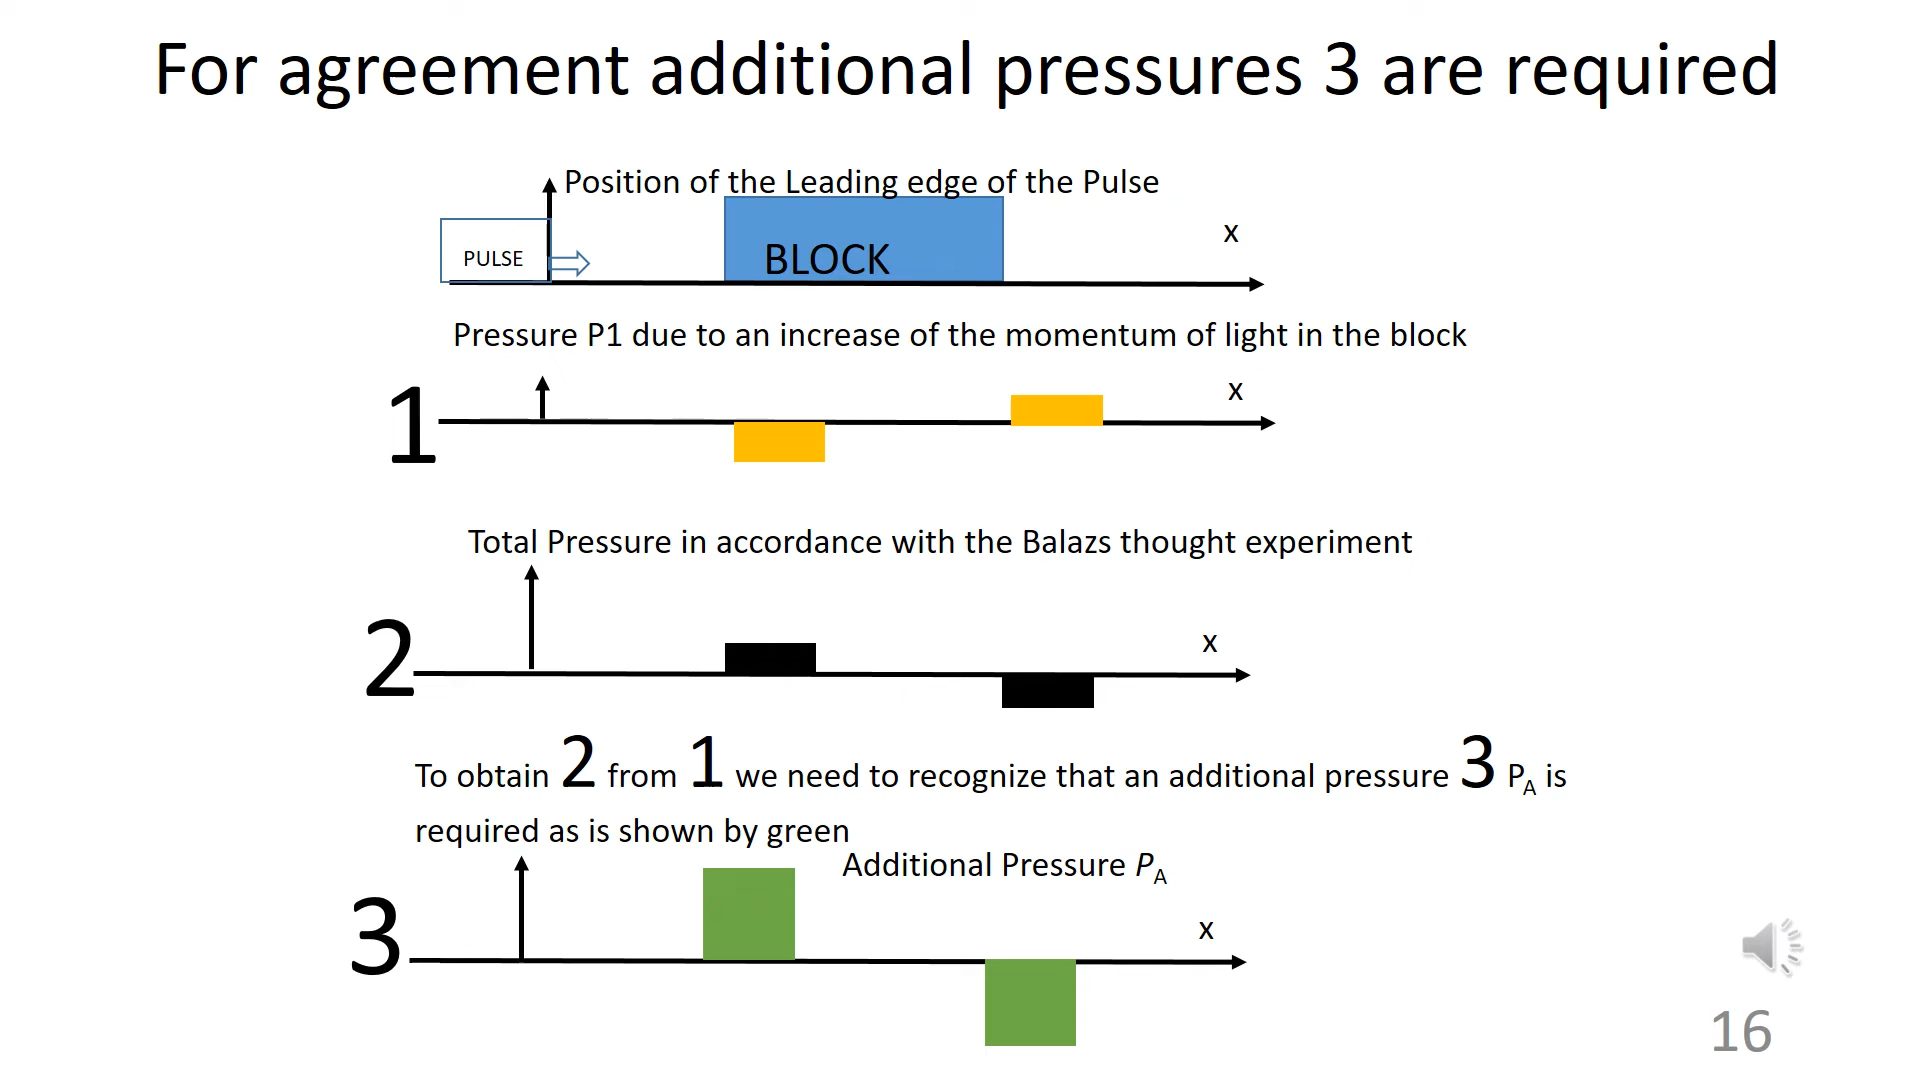 For agreement additional pressures 3 are required
Position of the Leading edge of the Pulse
x
PULSE
BLOCK
Pressure P1 due to an increase of the momentum of light in the block
x
1
Total Pressure in accordance with the Balazs thought experiment
x
2
To obtain 2 from 1 we need to recognize that an additional pressure 3 PA is
required as is shown by green
Additional Pressure PA
x
3
16